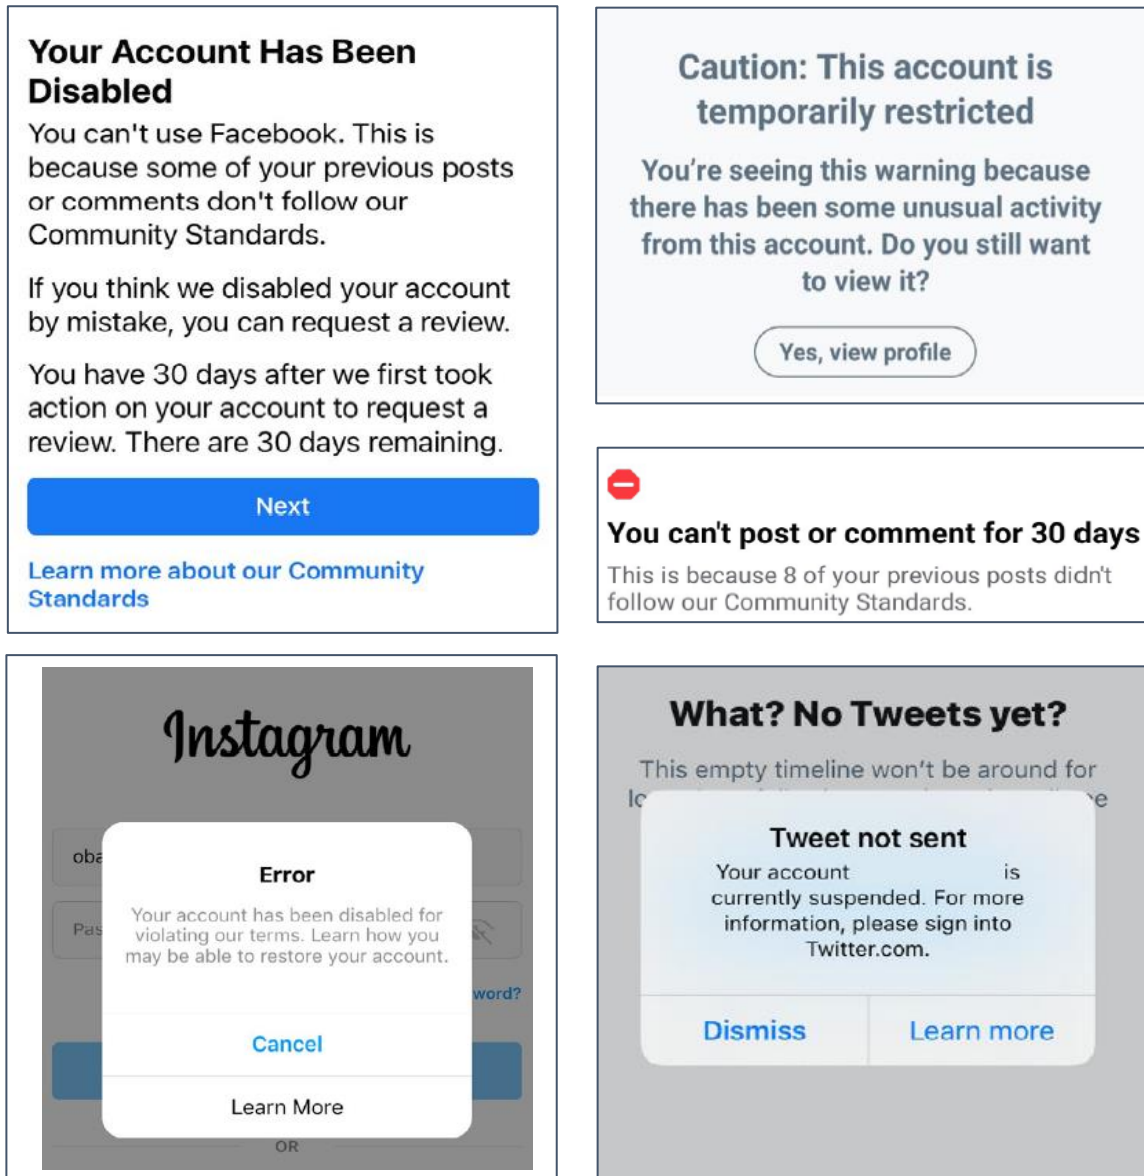 Your Account Has Been
Disabled
You can't use Facebook. This is
because some of your previous posts
or comments don't follow our
Community Standards.
If you think we disabled your account
by mistake, you can request a review.
You have 30 days after we first took
action on your account to request a
review. There are 30 days remaining.
Next
Learn more about our Community
Standards
Caution: This account is
temporarily restricted
You're seeing this warning because
there has been some unusual activity
from this account. Do you still want
to view it?
Yes, view profile
You can't post or comment for 30 days
This is because 8 of your previous posts didn't
follow our Community Standards.
Instagram
oba
Pas
word?
Error
Your account has been disabled for
violating our terms. Learn how you
may be able to restore your account.
Cancel
Learn More
OR
What? No Tweets yet?
This empty timeline won't be around for
Tweet not sent
Your account is
currently suspended. For more
information, please sign into
Twitter.com.
Dismiss
Learn more